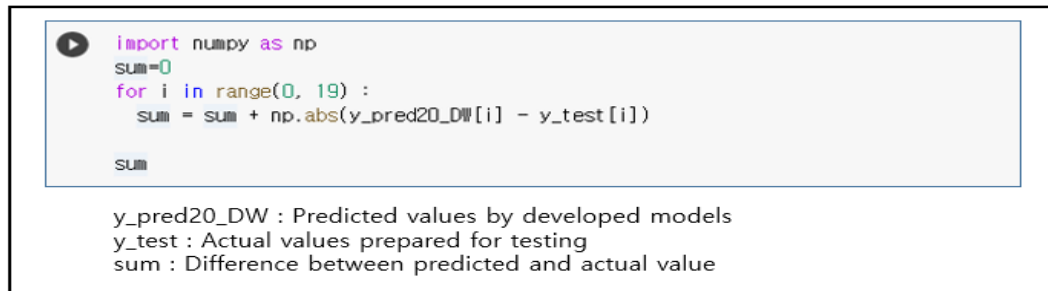 import numpy as np
sum=0
for i in range(0, 19) :
  sum = sum + np.abs(y_pred20_DW[i] - y_test[i])
sum
y_pred20_DW : Predicted values by developed models
y_test : Actual values prepared for testing
sum : Difference between predicted and actual value